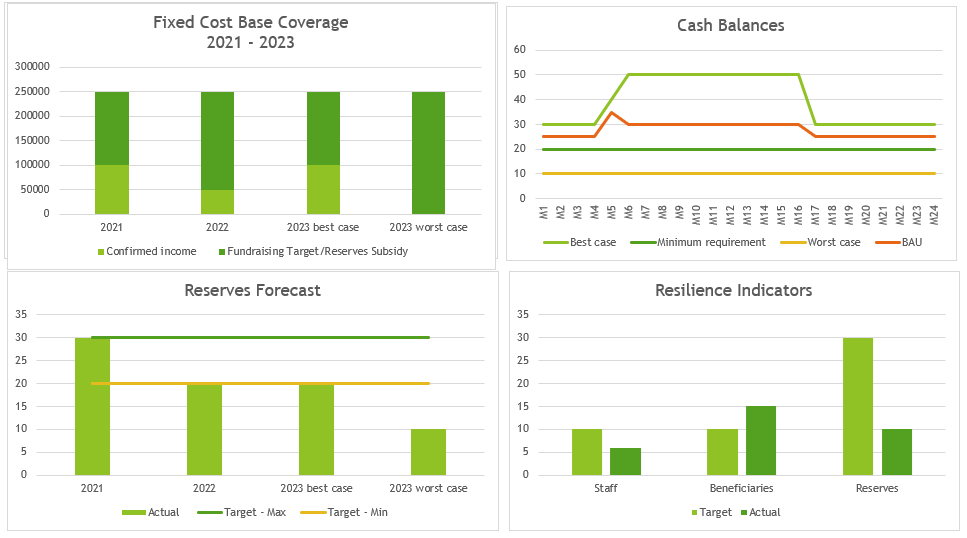 Fixed Cost Base Coverage
2021 - 2023
300000
250000
200000
150000
100000
50000
0
2021 2022 2023 best case 2023 worst case
Confirmed income Fundraising Target/Reserves Subsidy
Cash Balances
60
50
40
30
20
10
0
M1 M2 M3 M4 M5 M6 M7 M8 M9 M10 M11 M12 M13 M14 M15 M16 M17 M18 M19 M20 M21 M22 M23 M24
Best case Minimum requirement Worst case BAU
Reserves Forecast
35
30
25
20
15
10
5
0
2021 2022 2023 best case 2023 worst case
Actual Target - Max Target - Min
Resilience Indicators
35
30
25
20
15
10
5
0
Staff Beneficiaries Reserves
Target Actual